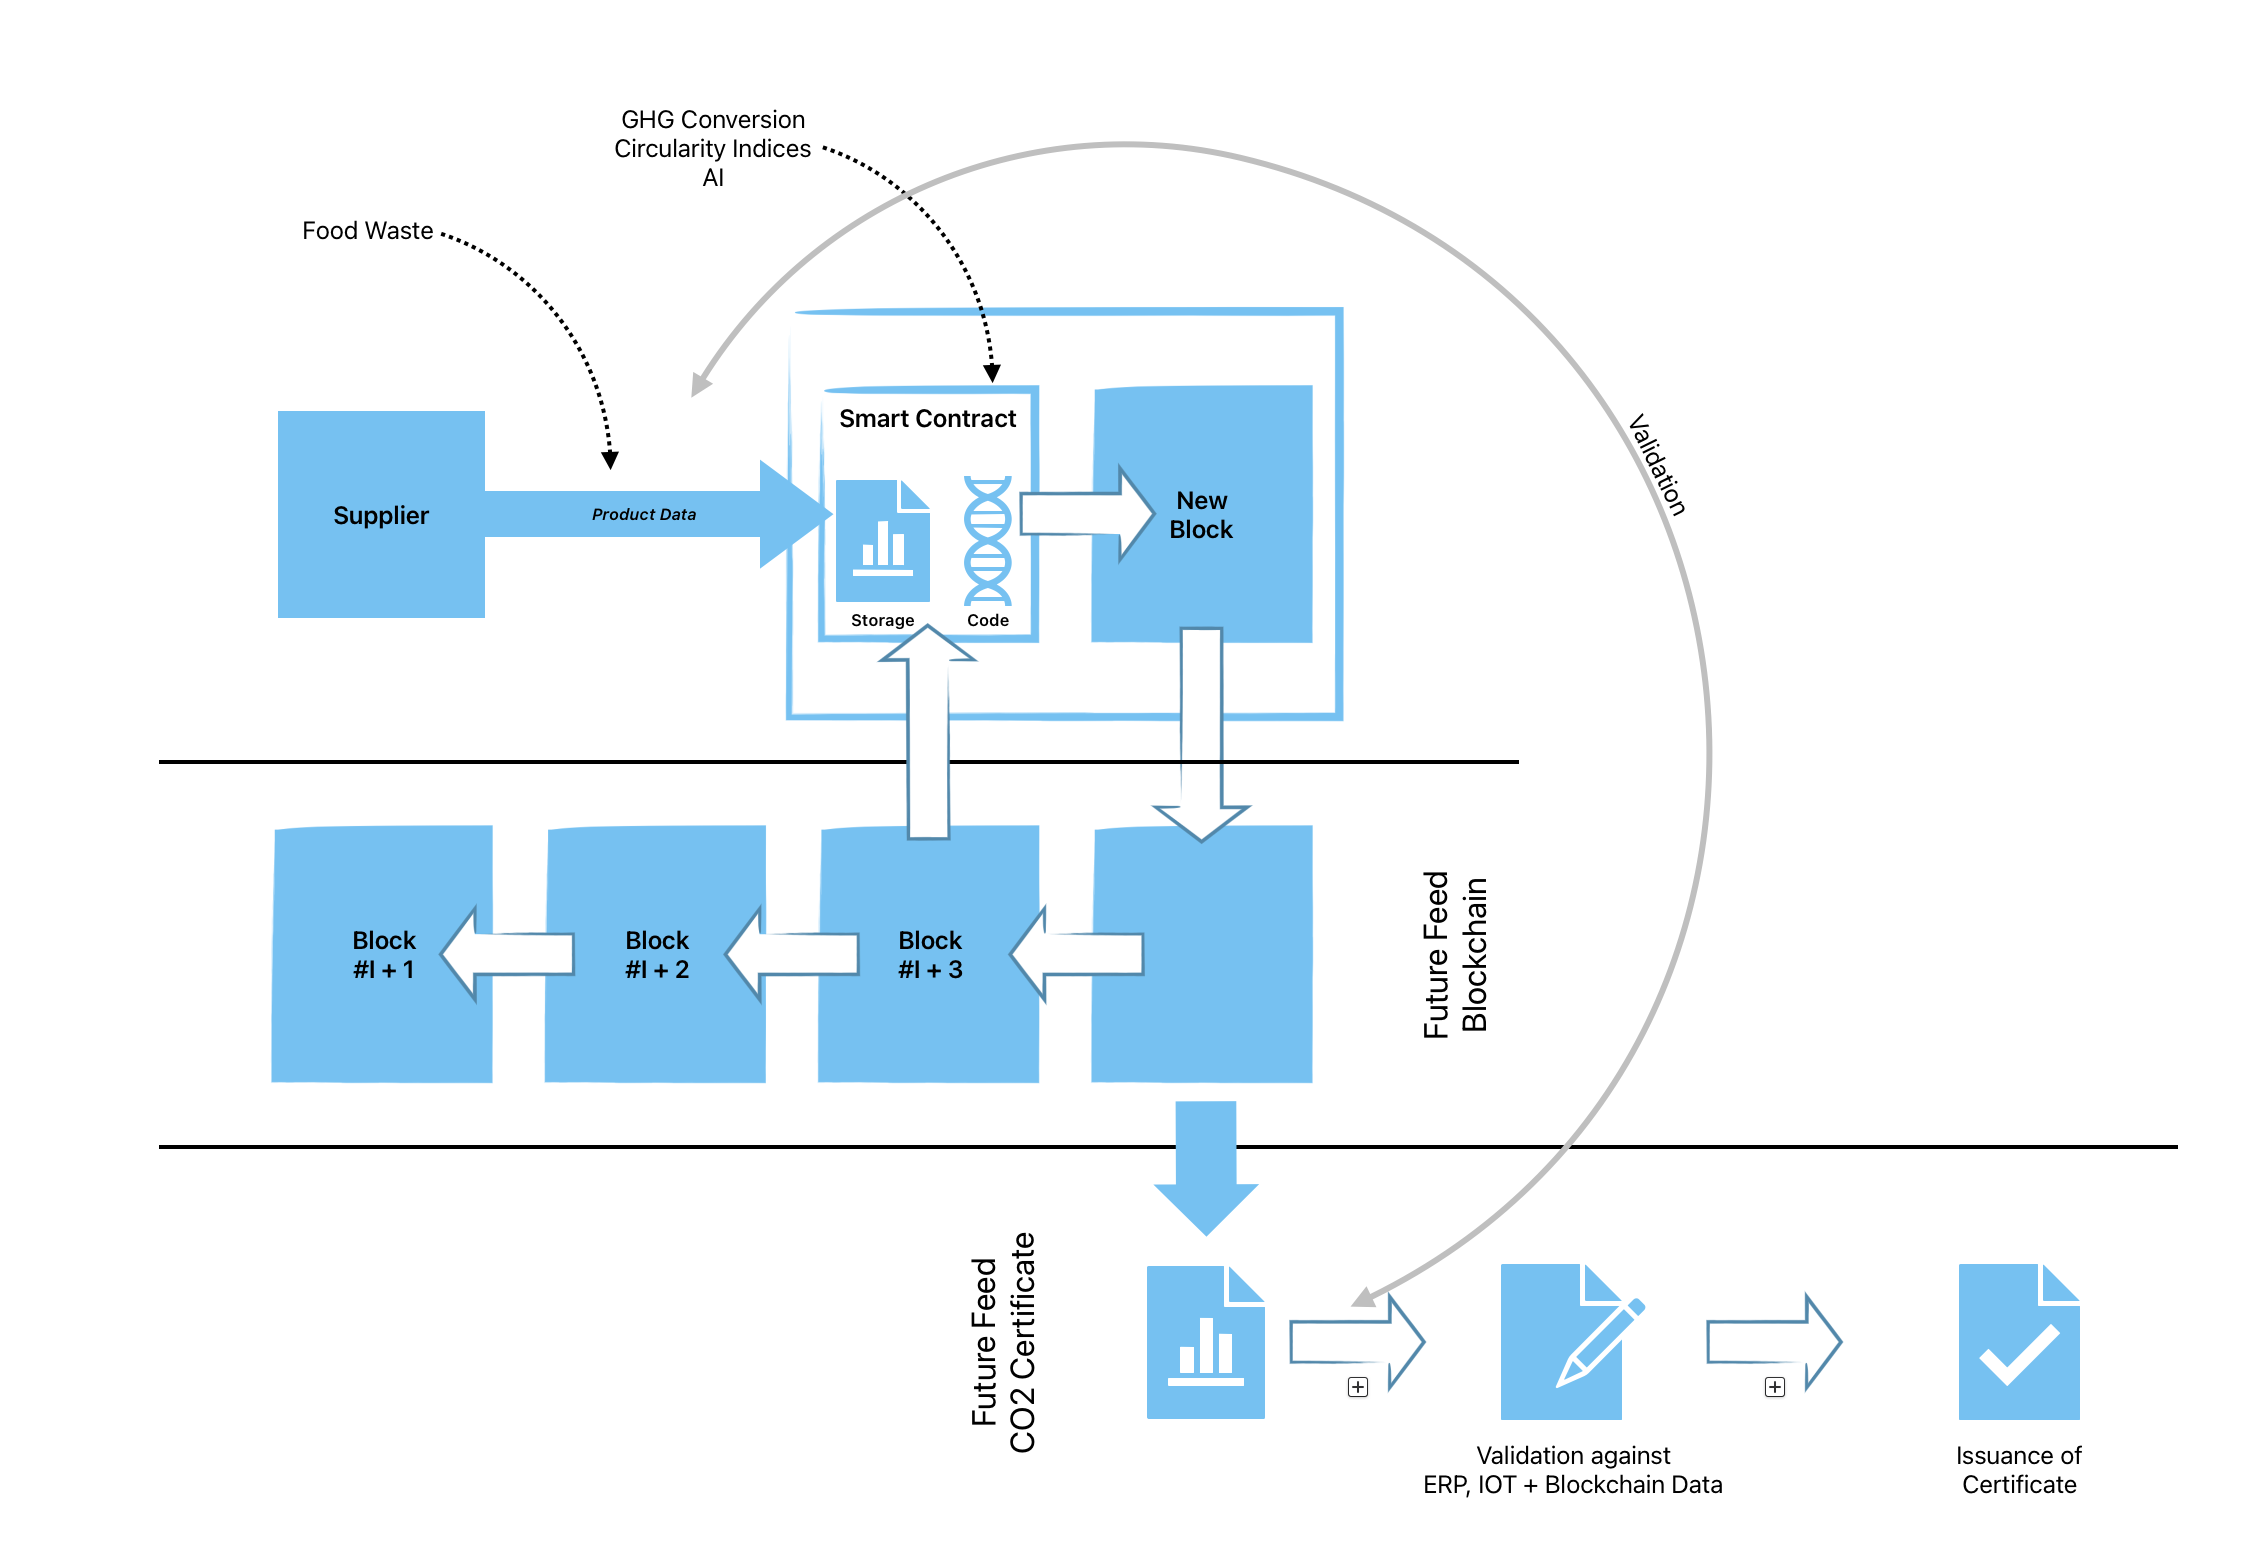 GHG Conversion
Circularity Indices
AI
Food Waste
Validation
Smart Contract
Supplier
Product Data
New
Block
Storage
Code
Block
#I + 1
Block
#I + 2
Block
#I + 3
Future Feed
Blockchain
Future Feed
CO2 Certificate
Validation against
ERP, IOT + Blockchain Data
Issuance of
Certificate